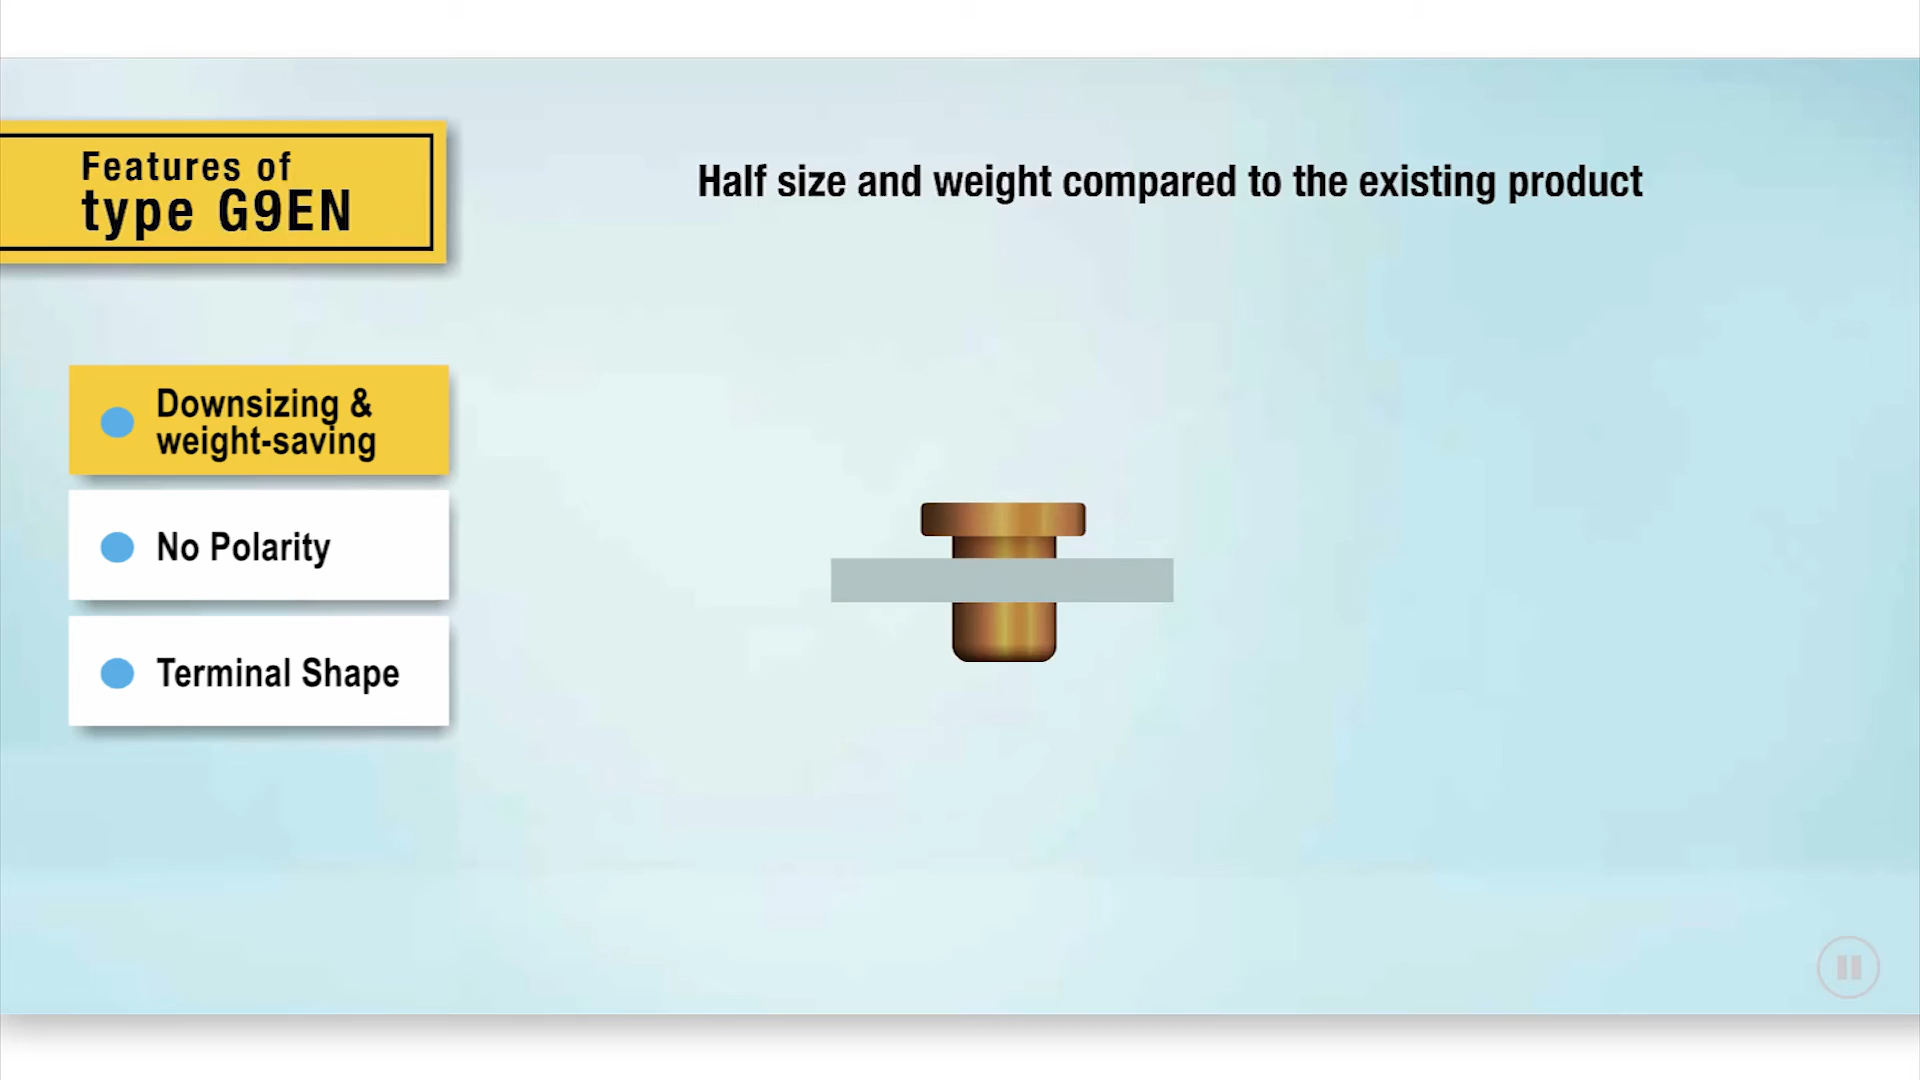 Features of
type G9EN
Half size and weight compared to the existing product
Downsizing &
weight-saving
No Polarity
Terminal Shape